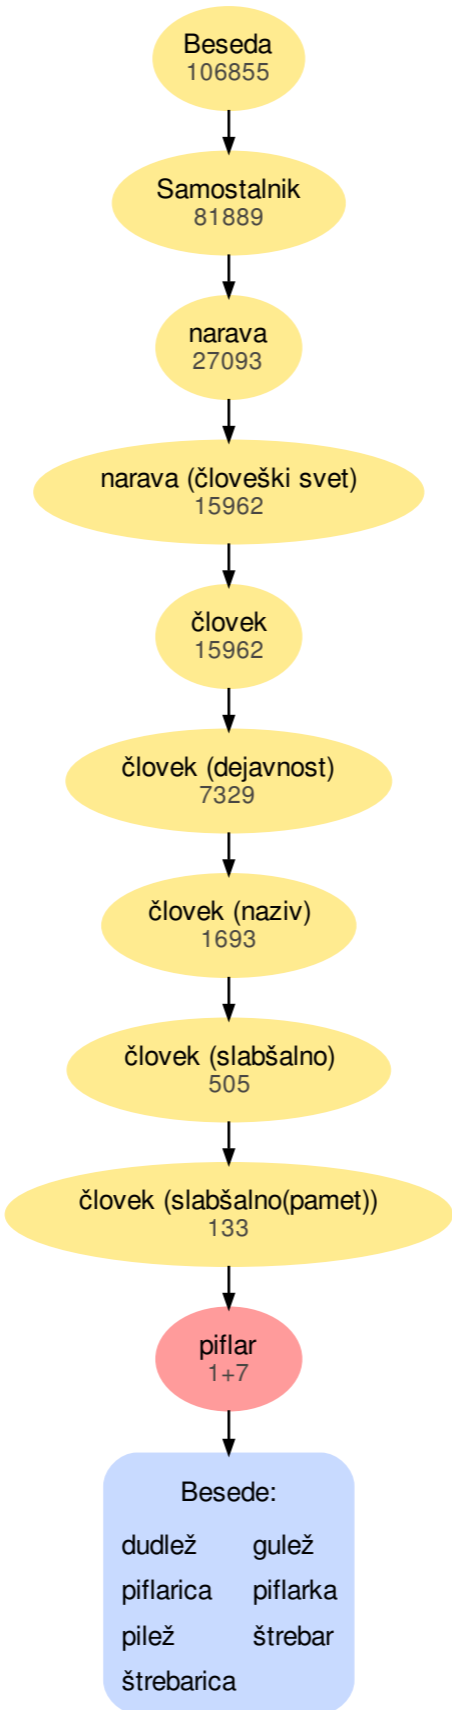 Beseda
106855
Samostalnik
81889
narava
27093
narava (človeški svet)
15962
človek
15962
človek (dejavnost)
7329
človek (naziv)
1693
človek (slabšalno)
505
človek (slabšalno(pamet))
133
piflar
1+7
Besede:
dudlež gulež
piflarica piflarka
pilež štrebar
štrebarica